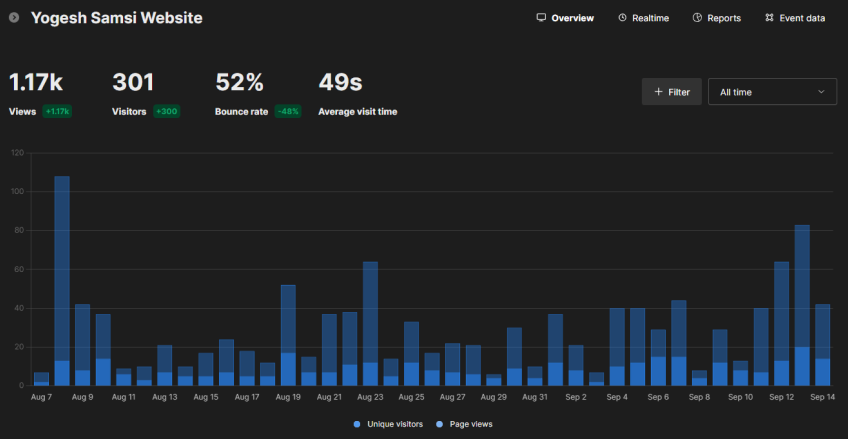 Yogesh Samsi Website
Overview Realtime Reports Event data
1.17k 301 52% 49s
Views +1.17k Visitors +300 Bounce rate -48% Average visit time
+ Filter All time
120
100
80
60
40
20
0
Aug 7 Aug 9 Aug 11 Aug 13 Aug 15 Aug 17 Aug 19 Aug 21 Aug 23 Aug 25 Aug 27 Aug 29 Aug 31 Sep 2 Sep 4 Sep 6 Sep 8 Sep 10 Sep 12 Sep 14
Unique visitors Page views